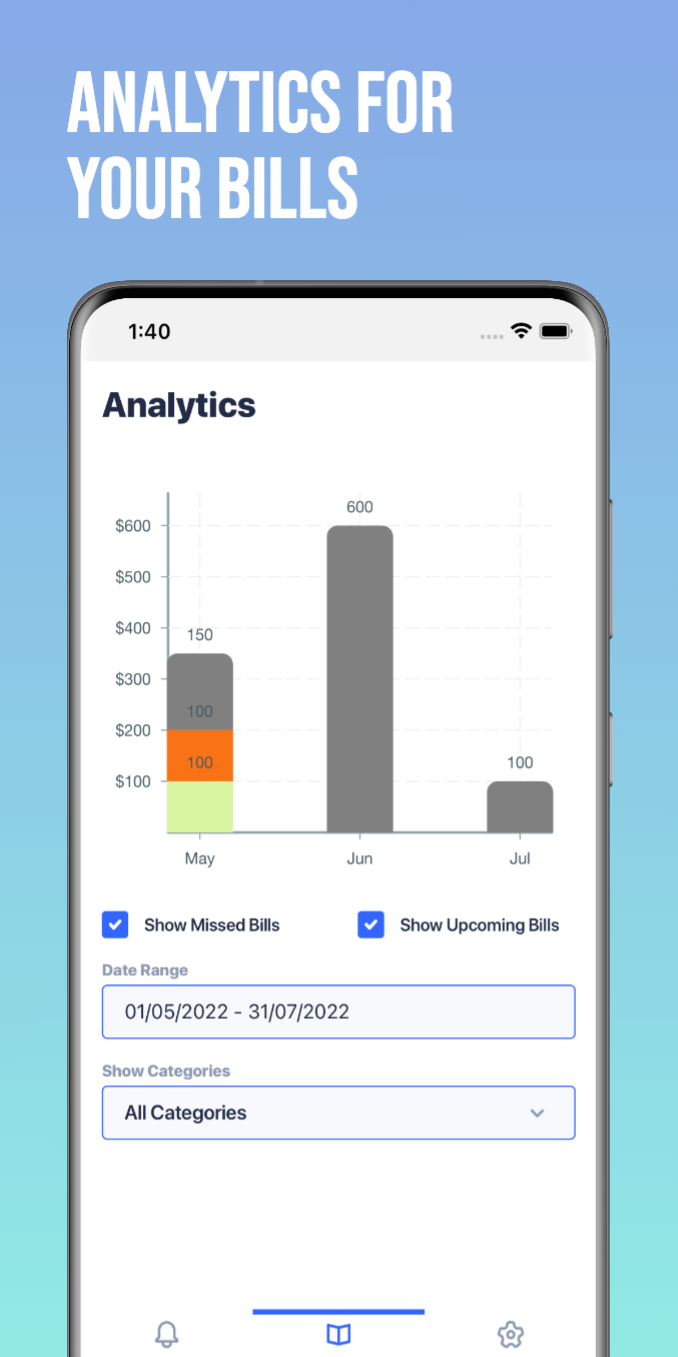 ANALYTICS FOR
YOUR BILLS
1:40
Analytics
600
$600
$500
$400
150
$300
100
$200
100
100
$100
May Jun Jul
Show Missed Bills Show Upcoming Bills
Date Range
01/05/2022 - 31/07/2022
Show Categories
All Categories